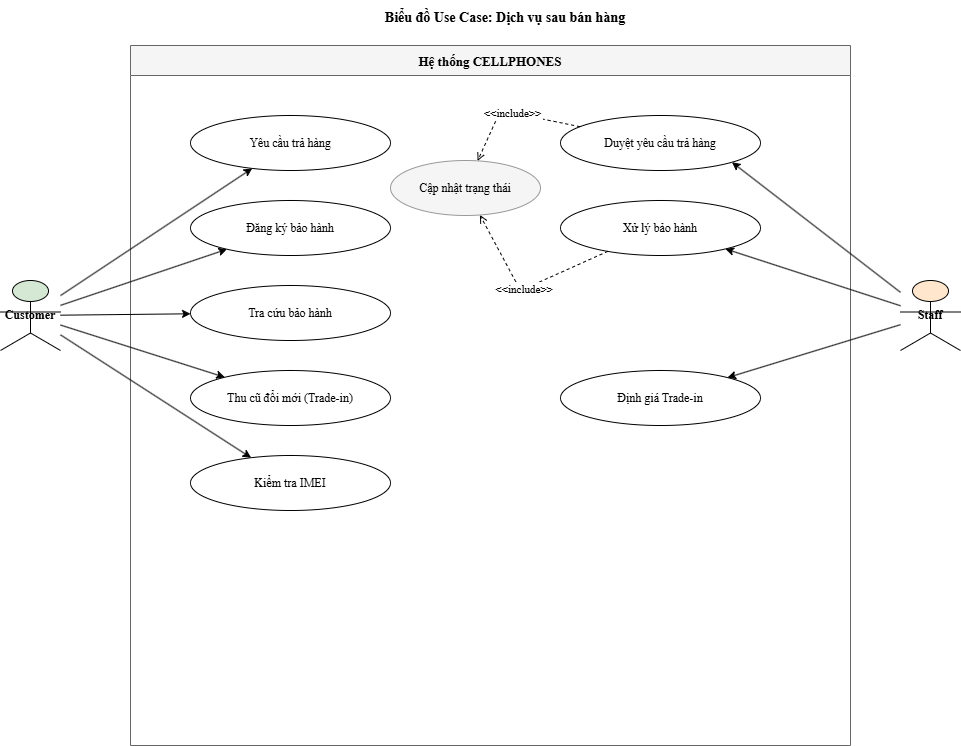 Biểu đồ Use Case: Dịch vụ sau bán hàng
Hệ thống CELLPHONES
Yêu cầu trả hàng
<<include>>
Duyệt yêu cầu trả hàng
Cập nhật trạng thái
Đăng ký bảo hành
Xử lý bảo hành
<<include>>
Customer
Tra cứu bảo hành
Staff
Thu cũ đổi mới (Trade-in)
Định giá Trade-in
Kiểm tra IMEI